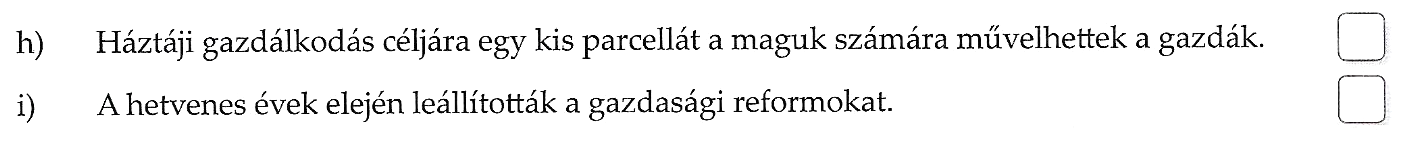 h) Háztáji gazdálkodás céljára egy kis parcellát a maguk számára művelhettek a gazdák.
i) A hetvenes évek elején leállították a gazdasági reformokat.